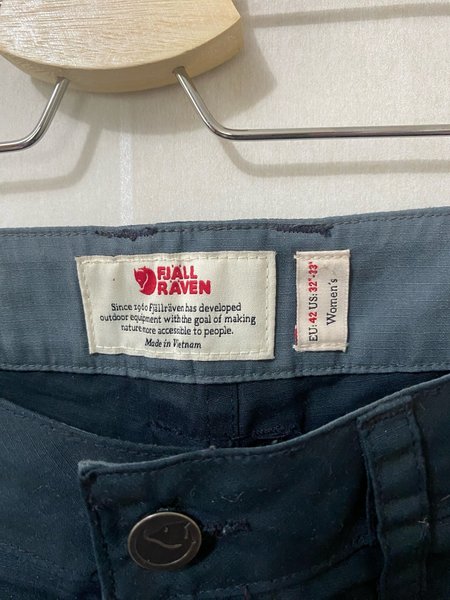 FJÄLL
RÄVEN
Since 1960 Fjällräven has developed
outdoor equipment with the goal of making
nature more accessible to people.
Made in Vietnam
EU: 42 US: 32"-33"
Women's